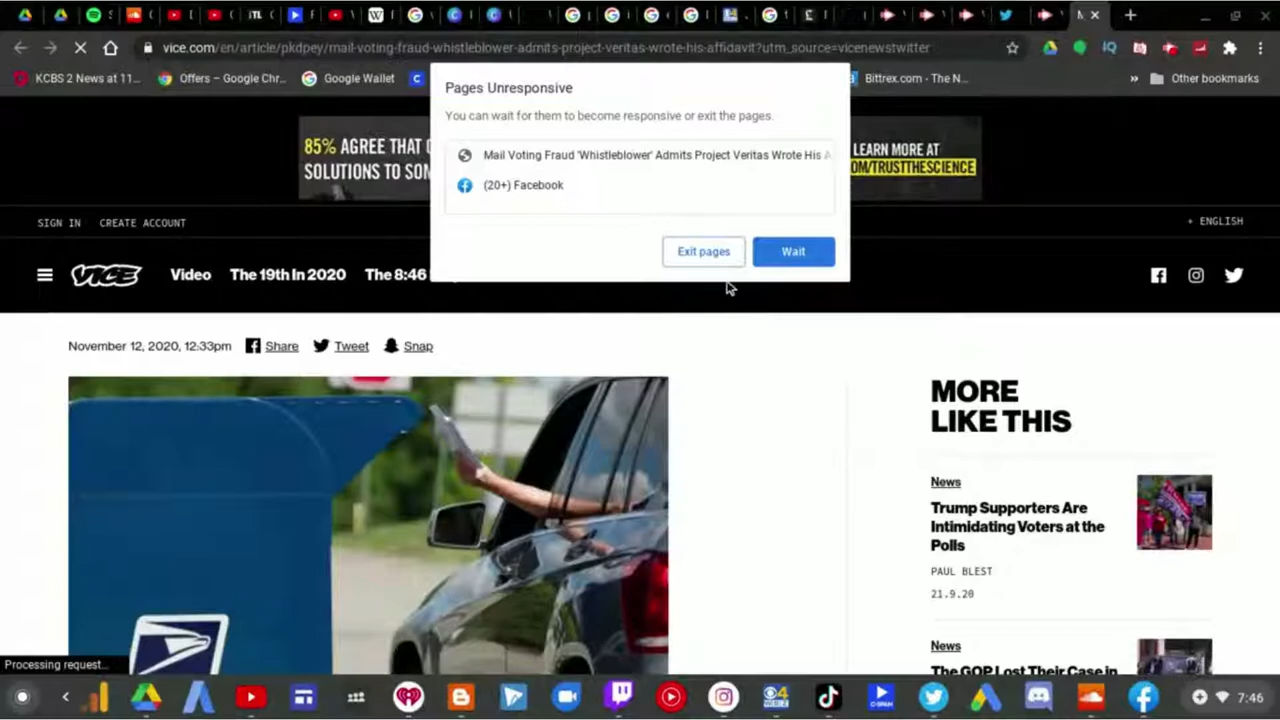 vice.com/en/article/pkdpey/mail-voting-fraud-whistleblower-admits-project-veritas-wrote-his-affidavit?utm_source=vicenewstwitter
KCBS 2 News at 11...
Offers – Google Chr...
Google Wallet
Bittrex.com - The N...
»
Other bookmarks
Pages Unresponsive
You can wait for them to become responsive or exit the pages.
Mail Voting Fraud 'Whistleblower' Admits Project Veritas Wrote His
(20+) Facebook
Exit pages
Wait
85% AGREE THAT
SOLUTIONS TO
LEARN MORE AT
OM/TRUSTTHESCIENCE
SIGN IN
CREATE ACCOUNT
+ ENGLISH
VICE
Video
The 19th In 2020
The 8:46
November 12, 2020, 12:33pm
Share
Tweet
Snap
MORE
LIKE THIS
News
Trump Supporters Are
Intimidating Voters at the
Polls
PAUL BLEST
21.9.20
News
The GOP Lost Their Case in
Processing request...
7:46